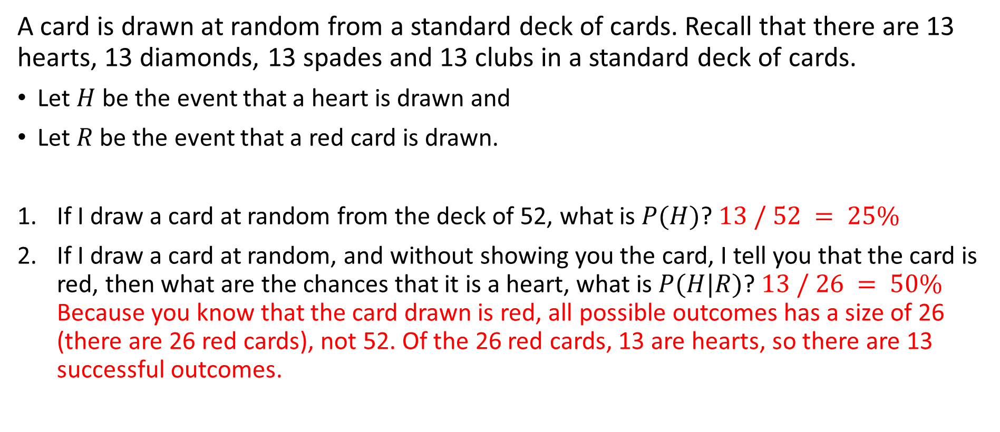 A card is drawn at random from a standard deck of cards. Recall that there are 13
hearts, 13 diamonds, 13 spades and 13 clubs in a standard deck of cards.
• Let H be the event that a heart is drawn and
• Let R be the event that a red card is drawn.
1. If I draw a card at random from the deck of 52, what is P(H)? 13 / 52 = 25%
2. If I draw a card at random, and without showing you the card, I tell you that the card is
red, then what are the chances that it is a heart, what is P(H|R)? 13 / 26 = 50%
Because you know that the card drawn is red, all possible outcomes has a size of 26
(there are 26 red cards), not 52. Of the 26 red cards, 13 are hearts, so there are 13
successful outcomes.